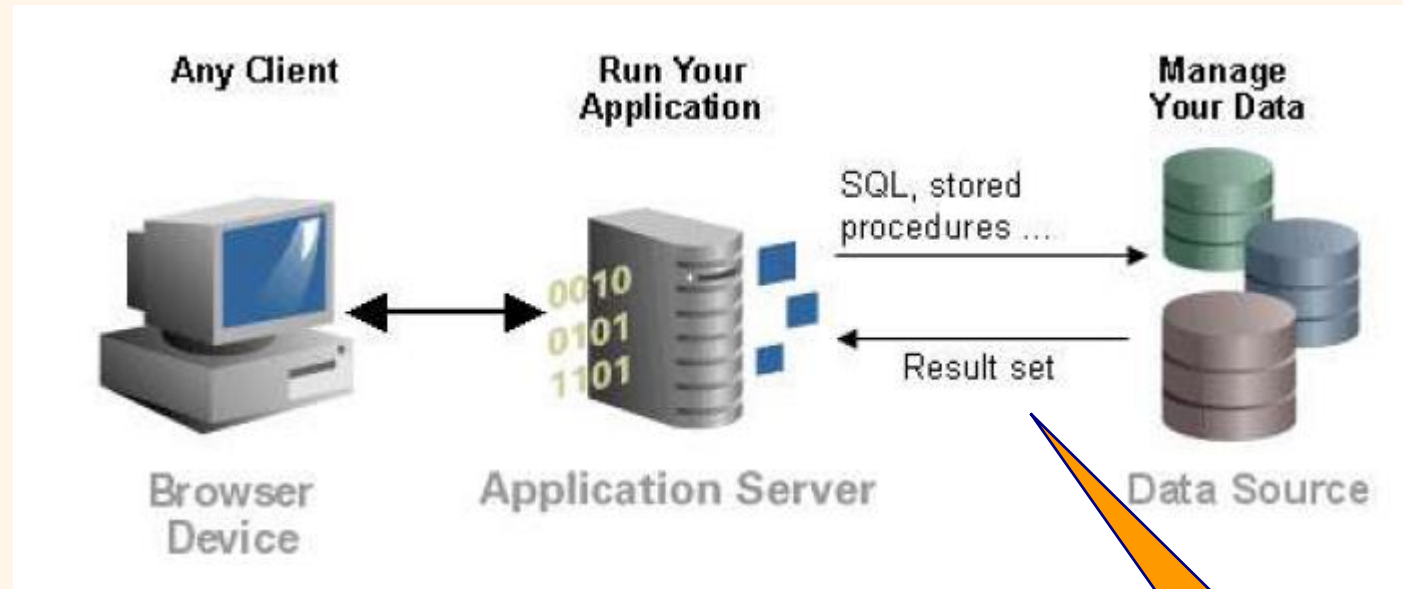 Any Client
Run Your
Application
Manage
Your Data
SQL, stored
procedures ...
0010
0101
1101
Result set
Browser
Device
Application Server
Data Source